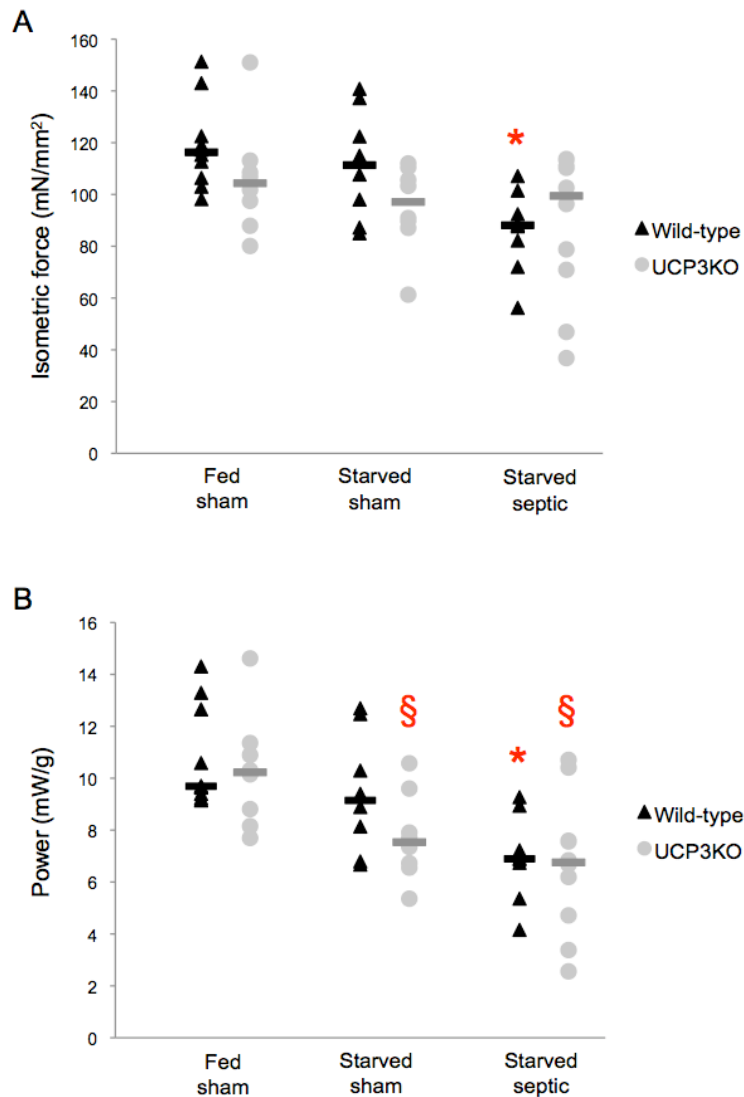 A
Isometric force (mN/mm²)
160
140
120
100
80
60
40
20
0
*
Wild-type
UCP3KO
Fed
sham
Starved
sham
Starved
septic
B
Power (mW/g)
16
14
12
10
8
6
4
2
0
§
§
*
Wild-type
UCP3KO
Fed
sham
Starved
sham
Starved
septic